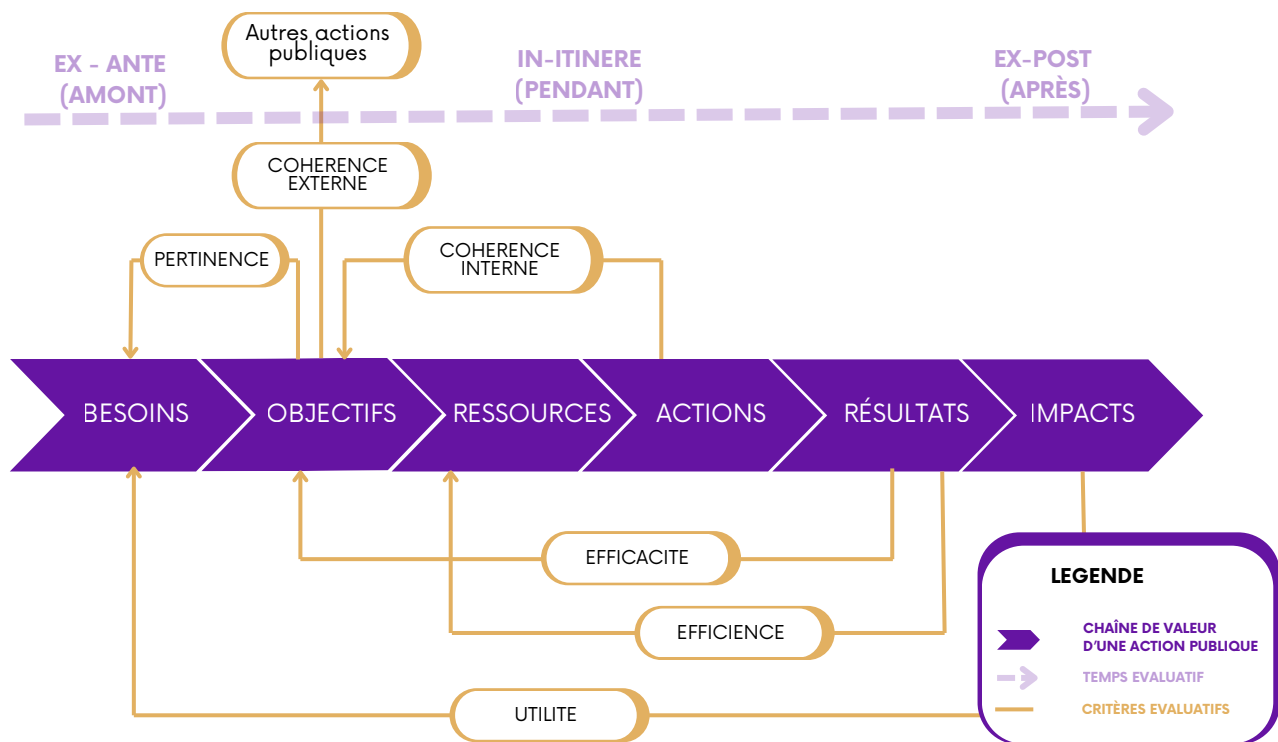 Autres actions
publiques
EX - ANTE
(AMONT)
IN-ITINERE
(PENDANT)
EX-POST
(APRÈS)
COHERENCE
EXTERNE
PERTINENCE
COHERENCE
INTERNE
BESOINS
OBJECTIFS
RESSOURCES
ACTIONS
RÉSULTATS
IMPACTS
EFFICACITE
EFFICIENCE
UTILITE
LEGENDE
CHAÎNE DE VALEUR
D'UNE ACTION PUBLIQUE
TEMPS EVALUATIF
CRITÈRES EVALUATIFS